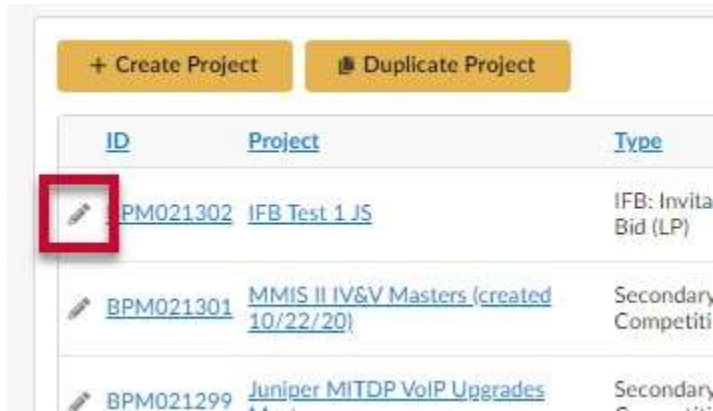 + Create Project
Duplicate Project
ID
Project
Type
PM021302
IFB Test 1 JS
IFB: Invita
Bid (LP)
BPM021301
MMIS II IV&V Masters (created
10/22/20)
Secondary
Competiti
BPM021299
Juniper MITDP VoIP Upgrades
Secondary